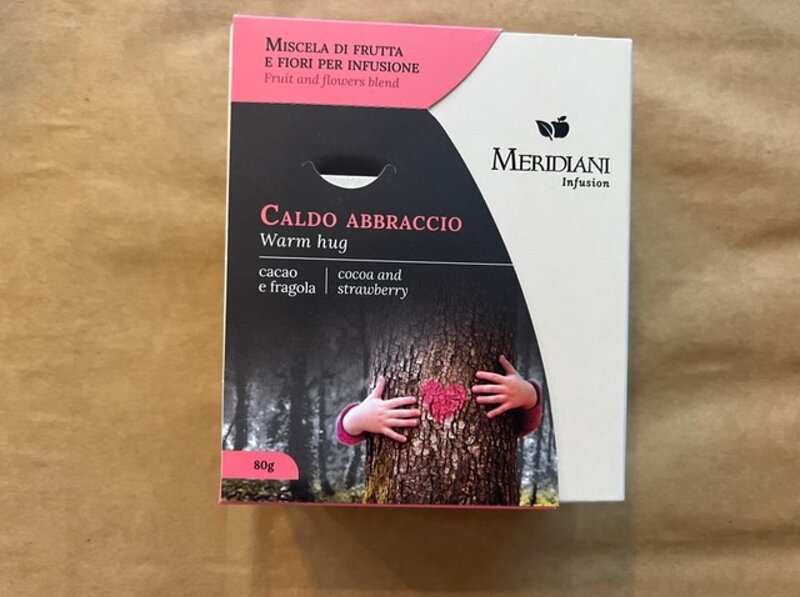 MISCELA DI FRUTTA
E FIORI PER INFUSIONE
Fruit and flowers blend
MERIDIANI
Infusion
CALDO ABBRACCIO
Warm hug
cacao
e fragola
cocoa and
strawberry
80g